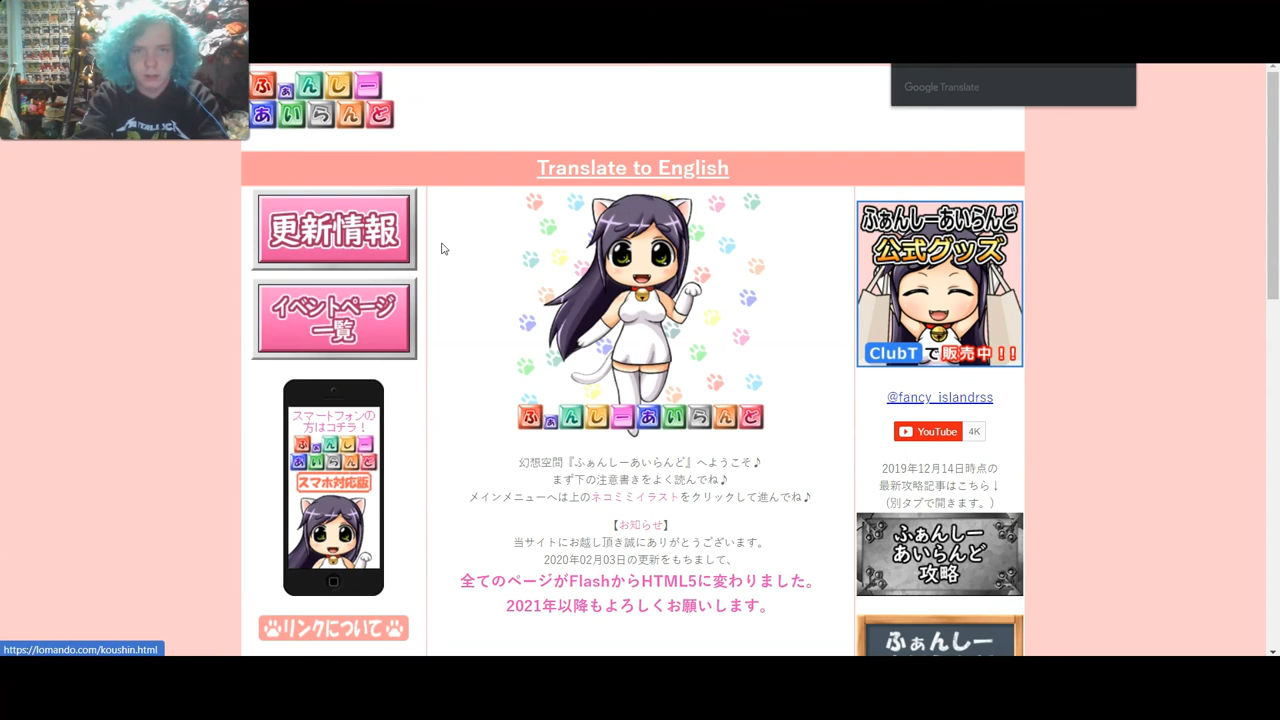 METALLICA
ふぁんしー
あいらんど
Google Translate
Translate to English
更新情報
イベントページ
一覧
スマートフォンの
方はコチラ！
ふぁんしー
あいらんど
スマホ対応版
リンクについて
ふぁんしーあいらんど
幻想空間『ふぁんしーあいらんど』へようこそ♪
まず下の注意書きをよく読んでね♪
メインメニューへは上のネコミミイラストをクリックして進んでね♪
【お知らせ】
当サイトにお越し頂き誠にありがとうございます。
2020年02月03日の更新をもちまして、
全てのページがFlashからHTML5に変わりました。
2021年以降もよろしくお願いします。
ふぁんしーあいらんど
公式グッズ
ClubTで販売中!!
@fancy_islandrss
YouTube 4K
2019年12月14日時点の
最新攻略記事はこちら↓
（別タブで開きます。）
ふぁんしー
あいらんど
攻略
ふぁんしー
https://lomando.com/koushin.html